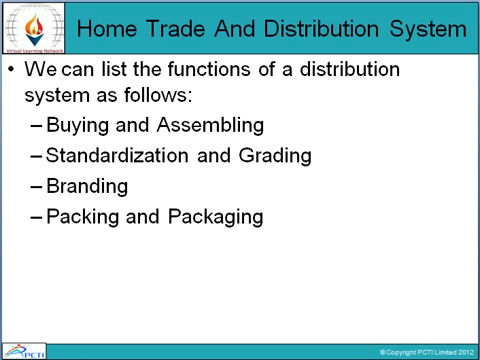 Home Trade And Distribution System
Virtual Learning Network
• We can list the functions of a distribution
system as follows:
– Buying and Assembling
– Standardization and Grading
– Branding
– Packing and Packaging
PCTI
© Copyright PCTI Limited 2012